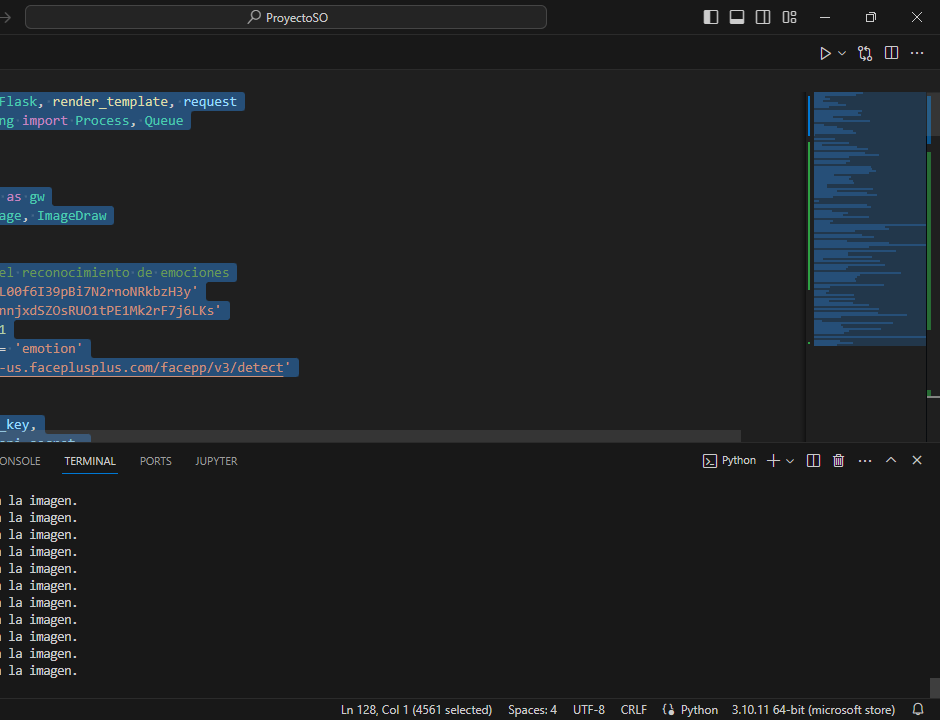 ProyectoSO
Flask, render_template, request
ng import Process, Queue
as gw
age, ImageDraw
el reconocimiento de emociones
L00f6I39pBi7N2rnoNRkbzH3y'
nnjxdSZOsRUO1tPE1Mk2rF7j6LKs'
1
= 'emotion'
-us.faceplusplus.com/facepp/v3/detect'
_key,
api_secret,
ONSOLE TERMINAL PORTS JUPYTER Python
la imagen.
la imagen.
la imagen.
la imagen.
la imagen.
la imagen.
la imagen.
la imagen.
la imagen.
la imagen.
la imagen.
Ln 128, Col 1 (4561 selected) Spaces: 4 UTF-8 CRLF Python 3.10.11 64-bit (microsoft store)